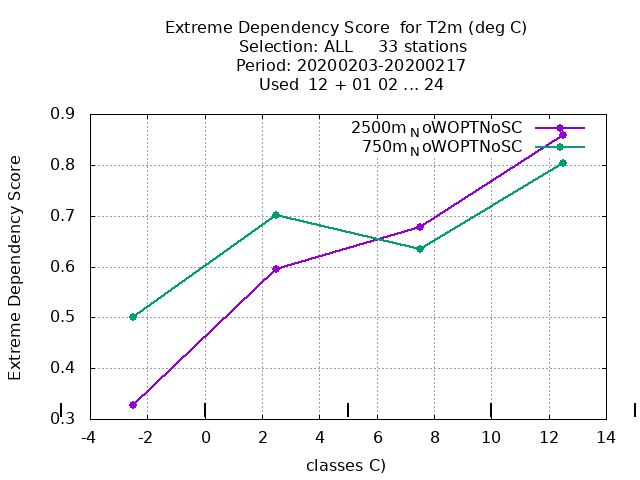 Extreme Dependency Score  for T2m (deg C)
Selection: ALL     33 stations
Period: 20200203-20200217
Used  12 + 01 02 ... 24
2500m_NoWOPTNoSC
750m_NoWOPTNoSC
Extreme Dependency Score
0.9
0.8
0.7
0.6
0.5
0.4
0.3
-4 -2 0 2 4 6 8 10 12 14
classes C)